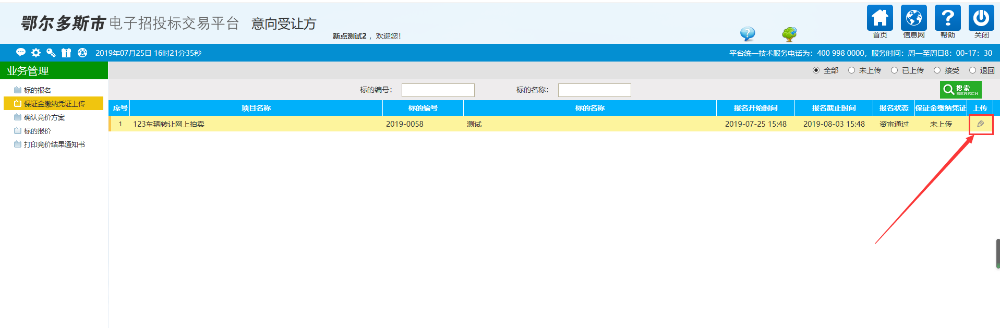 鄂尔多斯市 电子招投标交易平台 意向受让方
新点测试2 ，欢迎您！
首页 信息网 帮助 关闭
2019年07月25日 16时21分35秒
平台统一技术服务电话为：400 998 0000，服务时间：周一至周日8：00-17：30
业务管理
全部 未上传 已上传 接受 退回
标的报名
保证金缴纳凭证上传
确认竞价方案
标的报价
打印竞价结果通知书
标的编号： 标的名称： 搜索
SEARCH
序号 项目名称 标的编号 标的名称 报名开始时间 报名截止时间 报名状态 保证金缴纳凭证 上传
1 123车辆转让网上拍卖 2019-0058 测试 2019-07-25 15:48 2019-08-03 15:48 资审通过 未上传